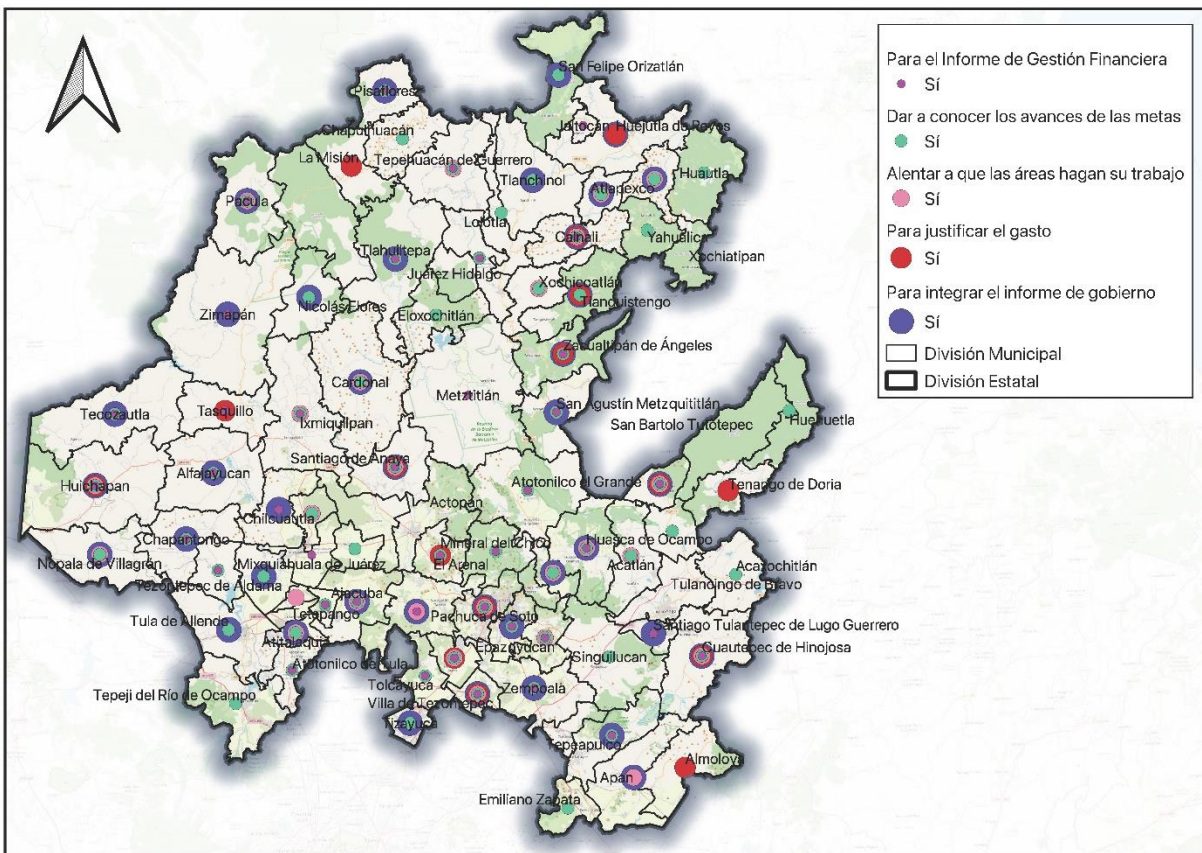 San Felipe Orizatlán
Pisaflores
Chapulhuacán
Jaltocán
Huejutla de Reyes
La Misión
Tepehuacán de Guerrero
Tlanchinol
Huautla
Atlapexco
Pacula
Lolotla
Calnali
Yahualica
Tlahuiltepa
Juárez Hidalgo
Xochiatipan
Xochicoatlán
Nicolás Flores
Tianguistengo
Zimapán
Eloxochitlán
Zacualtipán de Ángeles
Cardonal
Metztitlán
Tecozautla
Tasquillo
San Agustín Metzquititlán
Ixmiquilpan
San Bartolo Tutotepec
Huehuetla
Santiago de Anaya
Huichapan
Alfajayucan
Atotonilco el Grande
Tenango de Doria
Actopan
Chilcuautla
Chapantongo
Mineral del Chico
Huasca de Ocampo
Nopala de Villagrán
Mixquiahuala de Juárez
El Arenal
Acatlán
Acaxochitlán
Tezontepec de Aldama
Tulancingo de Bravo
Ajacuba
Tetepango
Pachuca de Soto
Tula de Allende
Santiago Tulantepec de Lugo Guerrero
Atitalaquia
Epazoyucan
Singuilucan
Cuautepec de Hinojosa
Atotonilco de Tula
Tolcayuca
Tepeji del Río de Ocampo
Zempoala
Villa de Tezontepec
Tizayuca
Tepeapulco
Almoloya
Apan
Emiliano Zapata
Para el Informe de Gestión Financiera
Sí
Dar a conocer los avances de las metas
Sí
Alentar a que las áreas hagan su trabajo
Sí
Para justificar el gasto
Sí
Para integrar el informe de gobierno
Sí
División Municipal
División Estatal